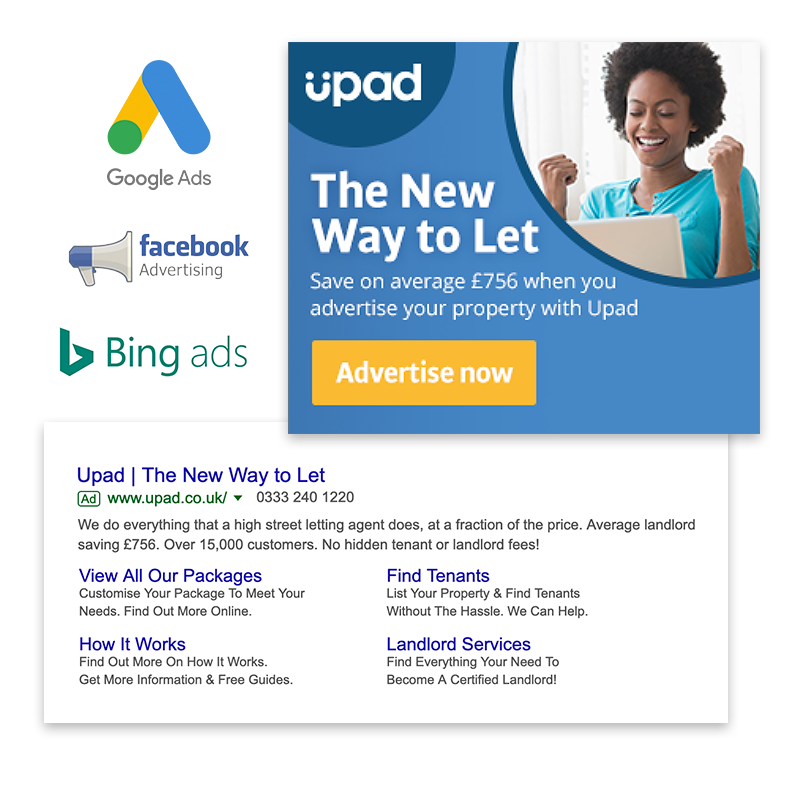 Google Ads
facebook
Advertising
Bing ads
upad
The New
Way to Let
Save on average £756 when you
advertise your property with Upad
Advertise now
Upad | The New Way to Let
Ad www.upad.co.uk/ 0333 240 1220
We do everything that a high street letting agent does, at a fraction of the price. Average landlord
saving £756. Over 15,000 customers. No hidden tenant or landlord fees!
View All Our Packages
Customise Your Package To Meet Your
Needs. Find Out More Online.
Find Tenants
List Your Property & Find Tenants
Without The Hassle. We Can Help.
How It Works
Find Out More On How It Works.
Get More Information & Free Guides.
Landlord Services
Find Everything Your Need To
Become A Certified Landlord!